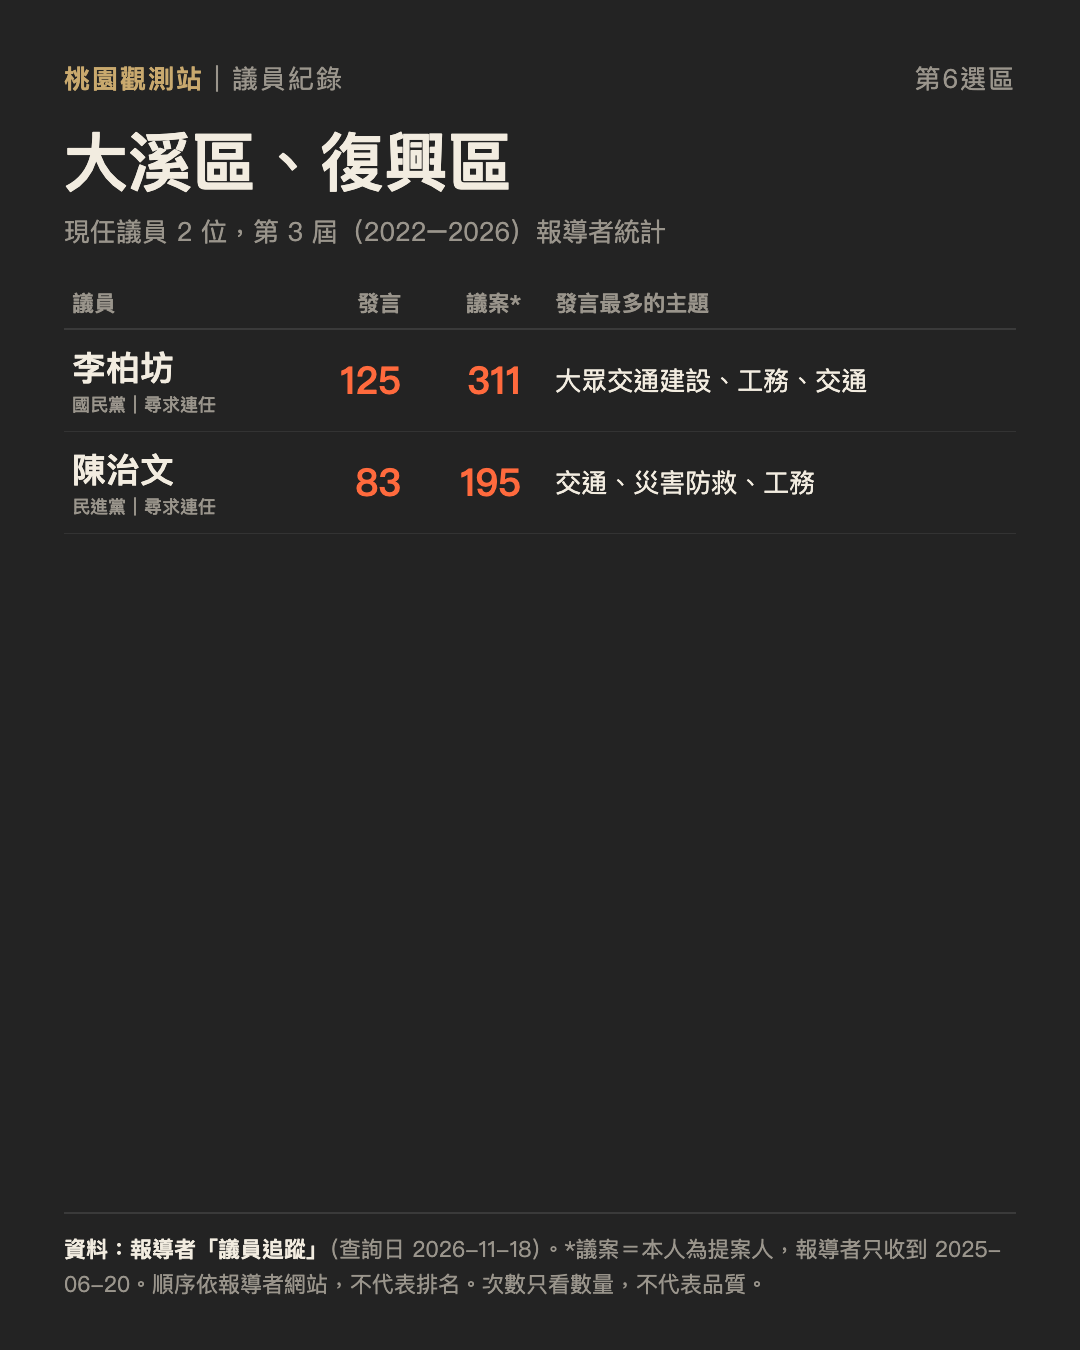 桃園觀測站｜議員紀錄
第6選區
大溪區、復興區
現任議員 2 位，第 3 屆（2022—2026）報導者統計
議員 發言 議案* 發言最多的主題
李柏坊
國民黨｜尋求連任
125 311 大眾交通建設、工務、交通
陳治文
民進黨｜尋求連任
83 195 交通、災害防救、工務
資料：報導者「議員追蹤」（查詢日 2026–11–18）。*議案＝本人為提案人，報導者只收到 2025–
06–20。順序依報導者網站，不代表排名。次數只看數量，不代表品質。